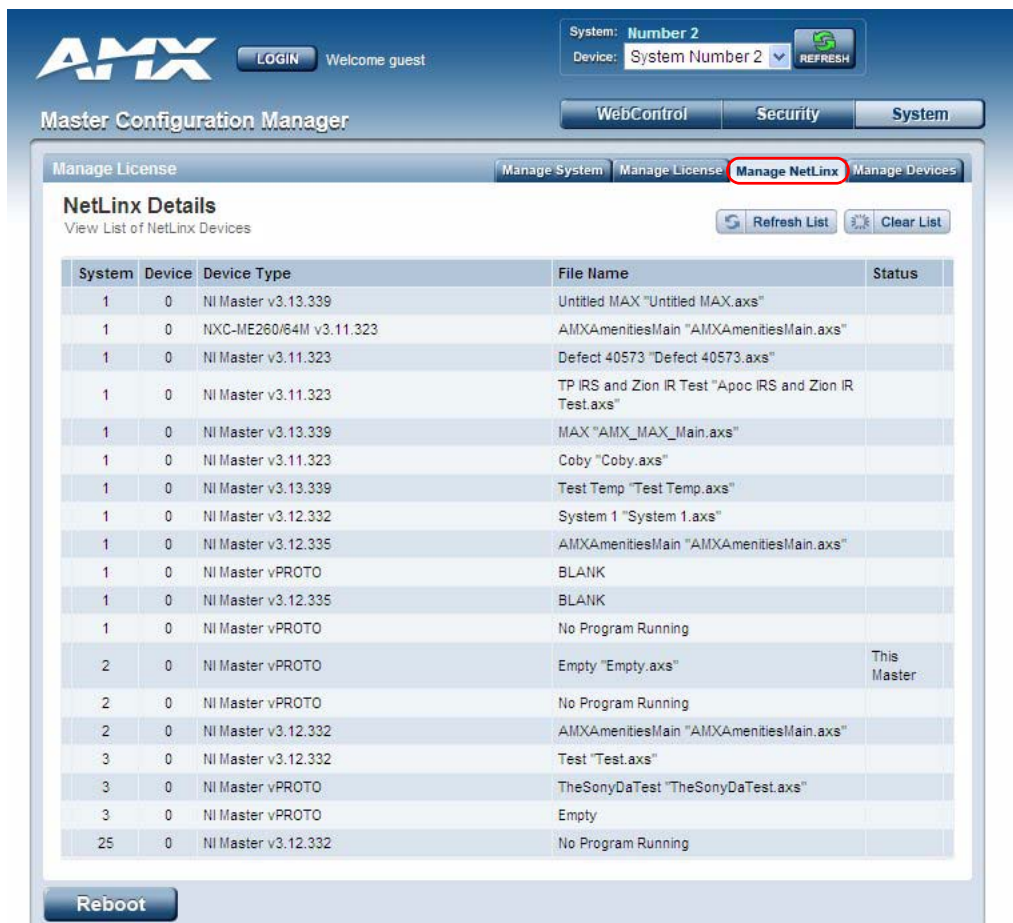 AMX
LOGIN Welcome guest
System: Number 2
Device: System Number 2
REFRESH
Master Configuration Manager
WebControl Security System
Manage License
Manage System Manage License Manage NetLinx Manage Devices
NetLinx Details
View List of NetLinx Devices
Refresh List Clear List
System Device Device Type File Name Status
1 0 NI Master v3.13.339 Untitled MAX "Untitled MAX.axs"
1 0 NXC-ME260/64M v3.11.323 AMXAmenitiesMain "AMXAmenitiesMain.axs"
1 0 NI Master v3.11.323 Defect 40573 "Defect 40573.axs"
1 0 NI Master v3.11.323 TP IRS and Zion IR Test "Apoc IRS and Zion IR
Test.axs"
1 0 NI Master v3.13.339 MAX "AMX_MAX_Main.axs"
1 0 NI Master v3.11.323 Coby "Coby.axs"
1 0 NI Master v3.13.339 Test Temp "Test Temp.axs"
1 0 NI Master v3.12.332 System 1 "System 1.axs"
1 0 NI Master v3.12.335 AMXAmenitiesMain "AMXAmenitiesMain.axs"
1 0 NI Master vPROTO BLANK
1 0 NI Master v3.12.335 BLANK
1 0 NI Master vPROTO No Program Running
2 0 NI Master vPROTO Empty "Empty.axs" This
Master
2 0 NI Master vPROTO No Program Running
2 0 NI Master v3.12.332 AMXAmenitiesMain "AMXAmenitiesMain.axs"
3 0 NI Master v3.12.332 Test "Test.axs"
3 0 NI Master vPROTO TheSonyDaTest "TheSonyDaTest.axs"
3 0 NI Master vPROTO Empty
25 0 NI Master v3.12.332 No Program Running
Reboot